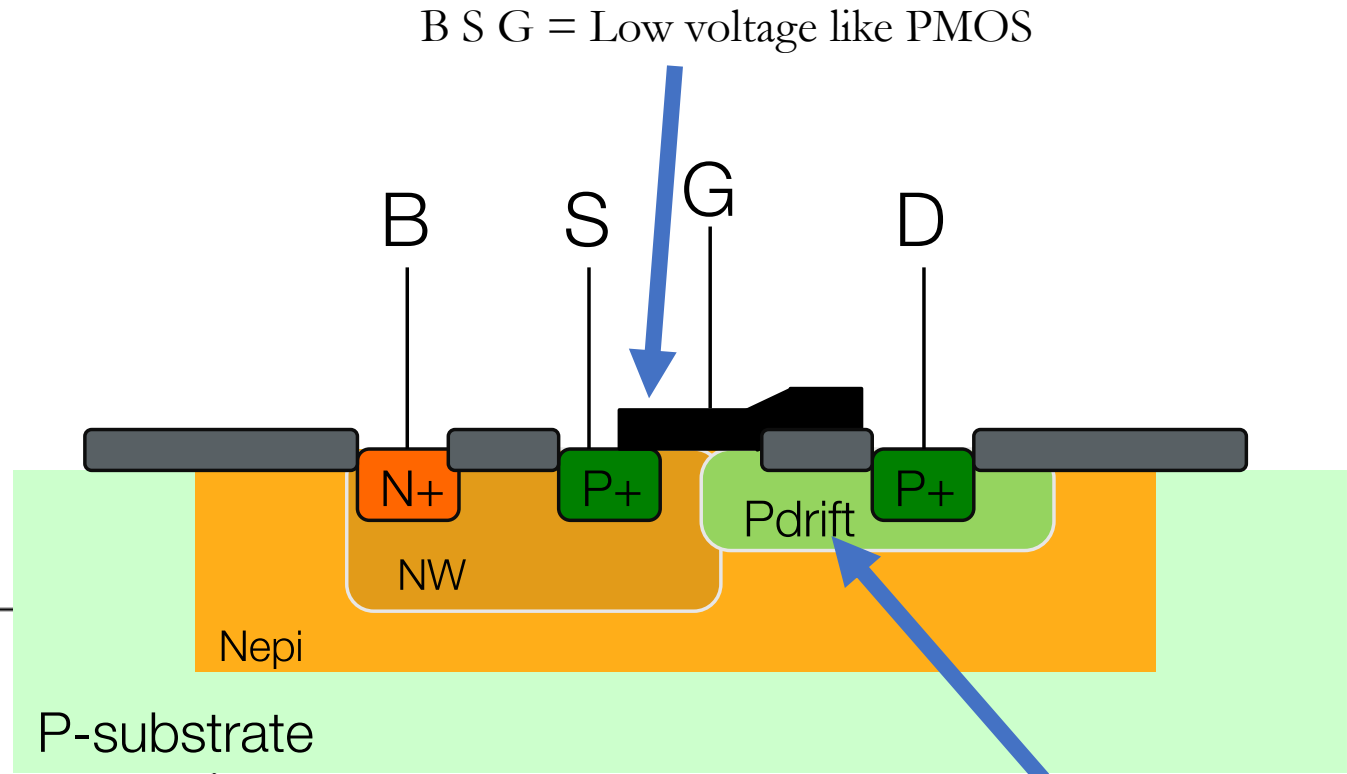 B S G = Low voltage like PMOS
B
S
G
D
N+
P+
P+
Pdrift
NW
Nepi
P-substrate